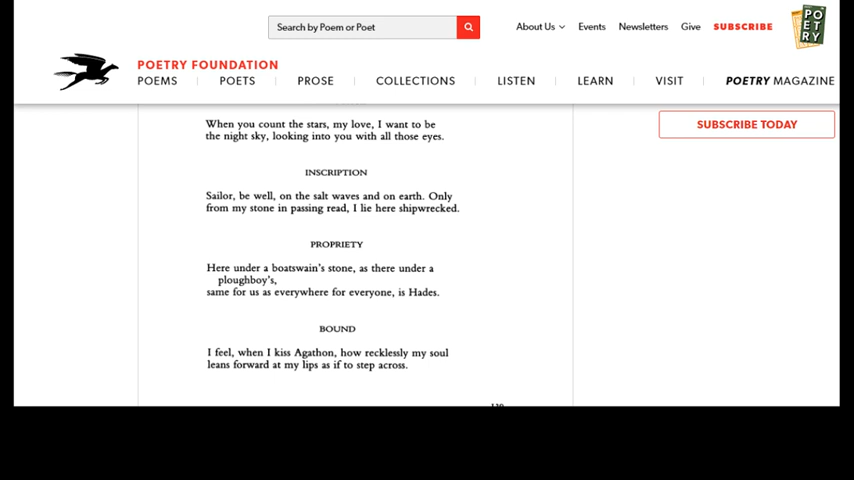 Search by Poem or Poet
About Us
Events
Newsletters
Give
SUBSCRIBE
POETRY
POETRY FOUNDATION
POEMS
POETS
PROSE
COLLECTIONS
LISTEN
LEARN
VISIT
POETRY MAGAZINE
SUBSCRIBE TODAY
When you count the stars, my love, I want to be
the night sky, looking into you with all those eyes.
INSCRIPTION
Sailor, be well, on the salt waves and on earth. Only
from my stone in passing read, I lie here shipwrecked.
PROPRIETY
Here under a boatswain's stone, as there under a
ploughboy's,
same for us as everywhere for everyone, is Hades.
BOUND
I feel, when I kiss Agathon, how recklessly my soul
leans forward at my lips as if to step across.